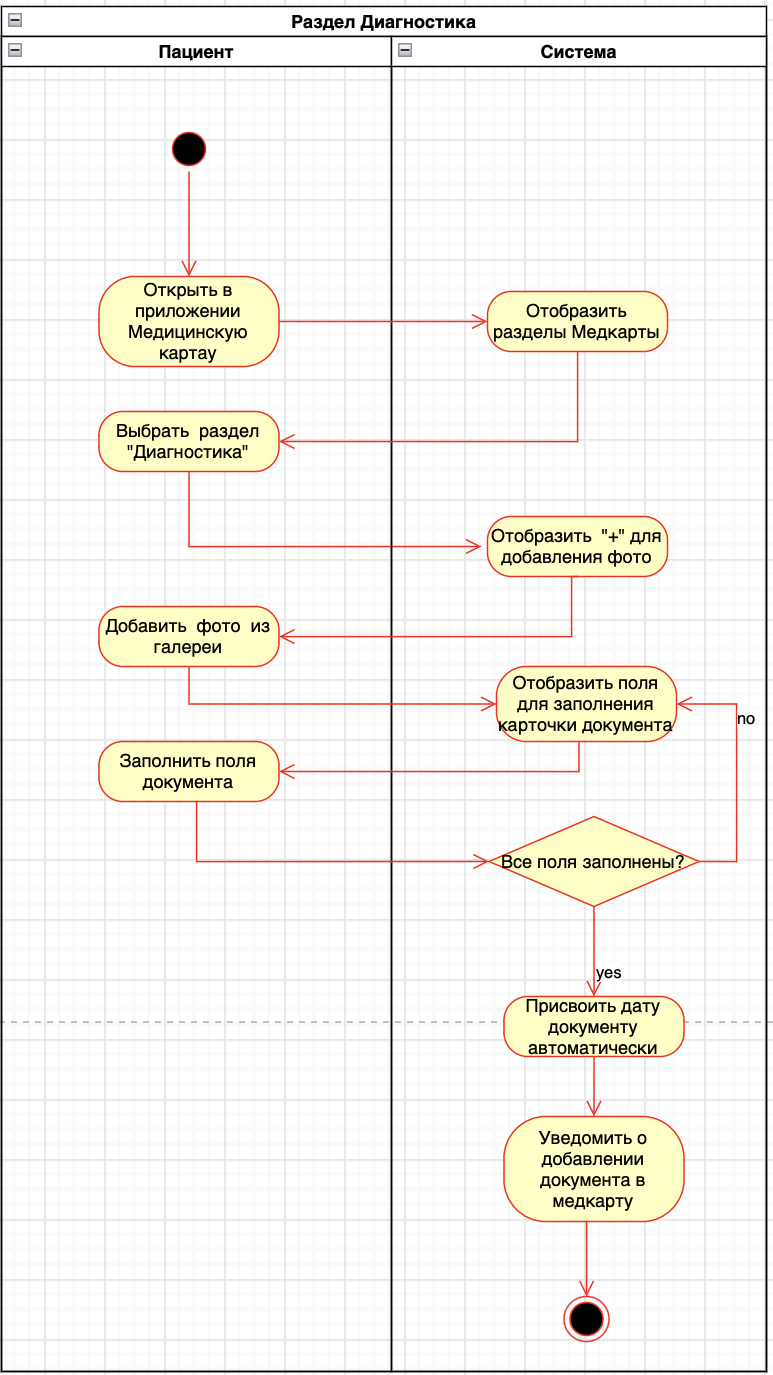 Раздел Диагностика
Пациент
Система
Открыть в
приложении
Медицинскую
картау
Отобразить
разделы Медкарты
Выбрать раздел
"Диагностика"
Отобразить "+" для
добавления фото
Добавить фото из
галереи
Отобразить поля
для заполнения
карточки документа
no
Заполнить поля
документа
Все поля заполнены?
yes
Присвоить дату
документу
автоматически
Уведомить о
добавлении
документа в
медкарту